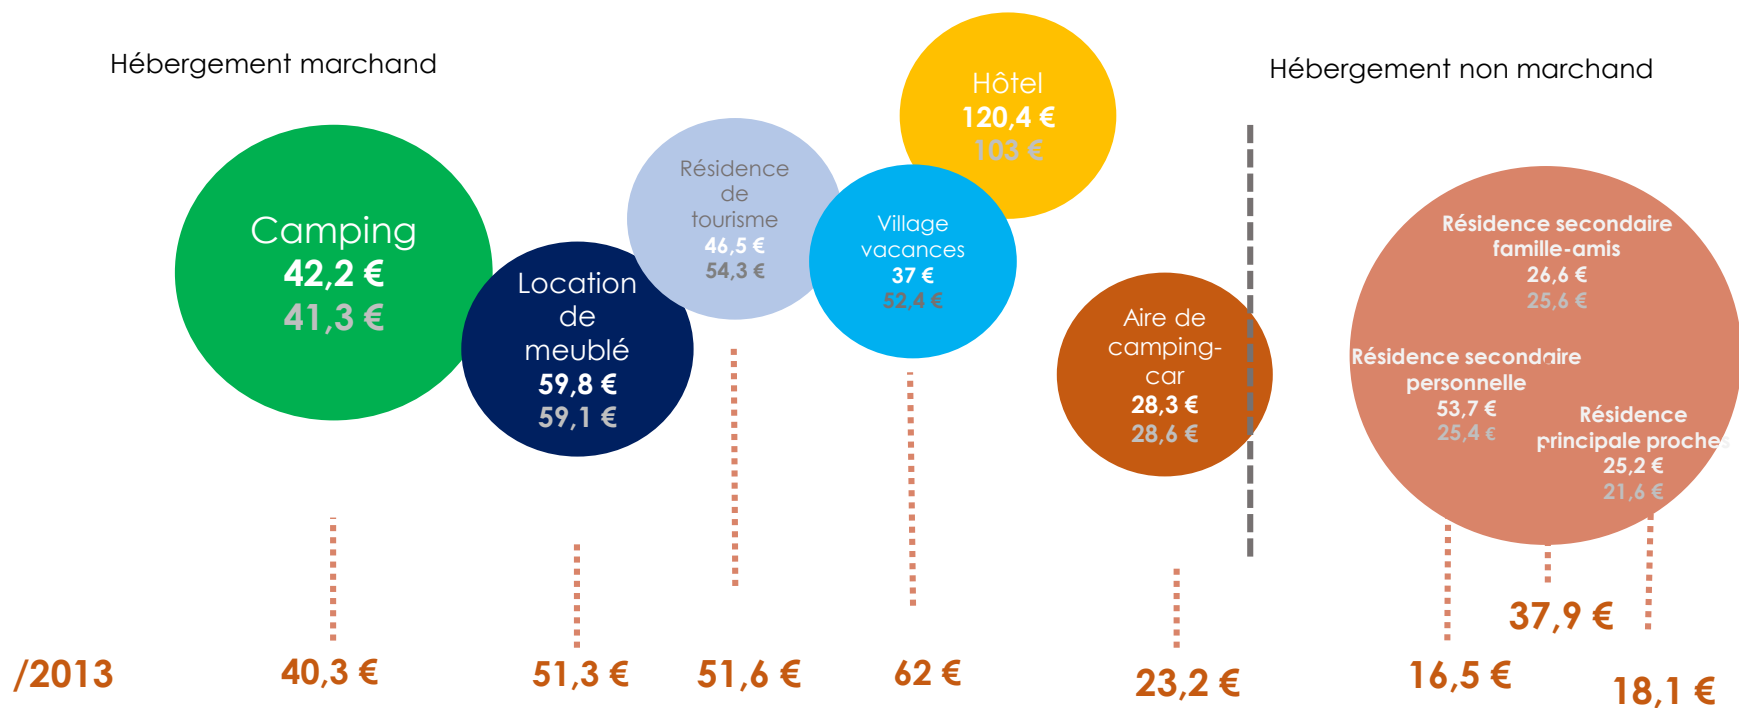 Hébergement marchand
Hébergement non marchand
Camping
42,2 €
41,3 €
Location
de
meublé
59,8 €
59,1 €
Résidence
de
tourisme
46,5 €
54,3 €
Village
vacances
37 €
52,4 €
Hôtel
120,4 €
103 €
Aire de
camping-
car
28,3 €
28,6 €
Résidence secondaire
famille-amis
26,6 €
25,6 €
Résidence secondaire
personnelle
53,7 €
25,4 €
Résidence
principale proches
25,2 €
21,6 €
/2013
40,3 €
51,3 €
51,6 €
62 €
23,2 €
16,5 €
37,9 €
18,1 €